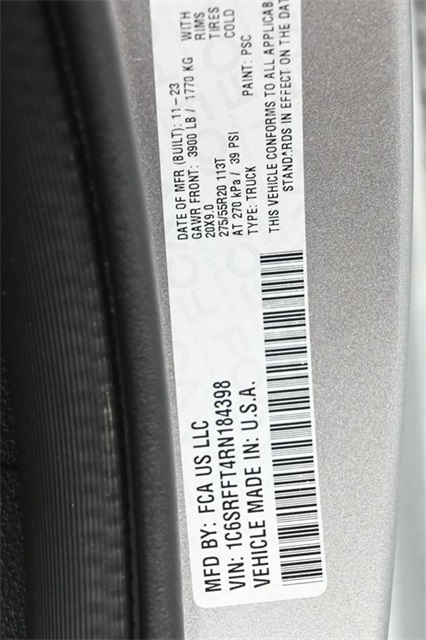 MFD BY: FCA US LLC
DATE OF MFR (BUILT): 11-23
GAWR FRONT: 3900 LB / 1770 KG WITH
20X9.0 RIMS
275/55R20 113T TIRES
AT 270 kPa / 39 PSI COLD
TYPE: TRUCK PAINT: PSC
VIN: 1C6SRFFT4RN184398
VEHICLE MADE IN: U.S.A.
THIS VEHICLE CONFORMS TO ALL APPLICAB
STANDARDS IN EFFECT ON THE DAT